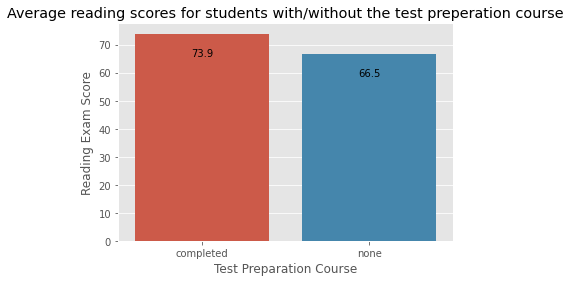 Average reading scores for students with/without the test preperation course
70
60
50
40
30
20
10
0
Reading Exam Score
73.9
66.5
completed
none
Test Preparation Course